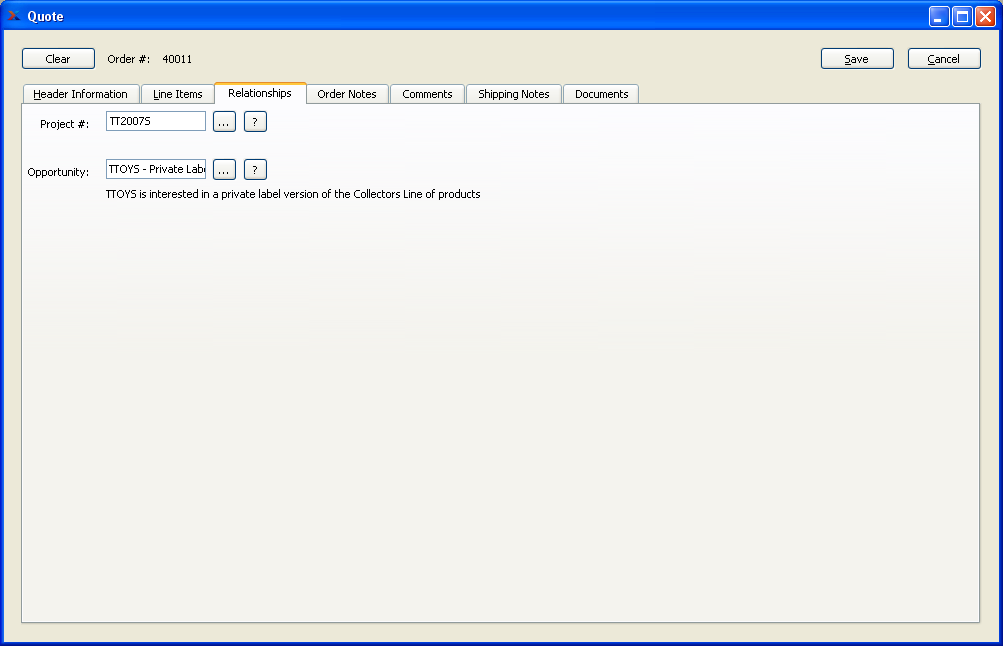 Quote
Clear Order #: 40011 Save Cancel
Header Information Line Items Relationships Order Notes Comments Shipping Notes Documents
Project #: TT2007S ... ?
Opportunity: TTOYS - Private Labe ... ?
TTOYS is interested in a private label version of the Collectors Line of products